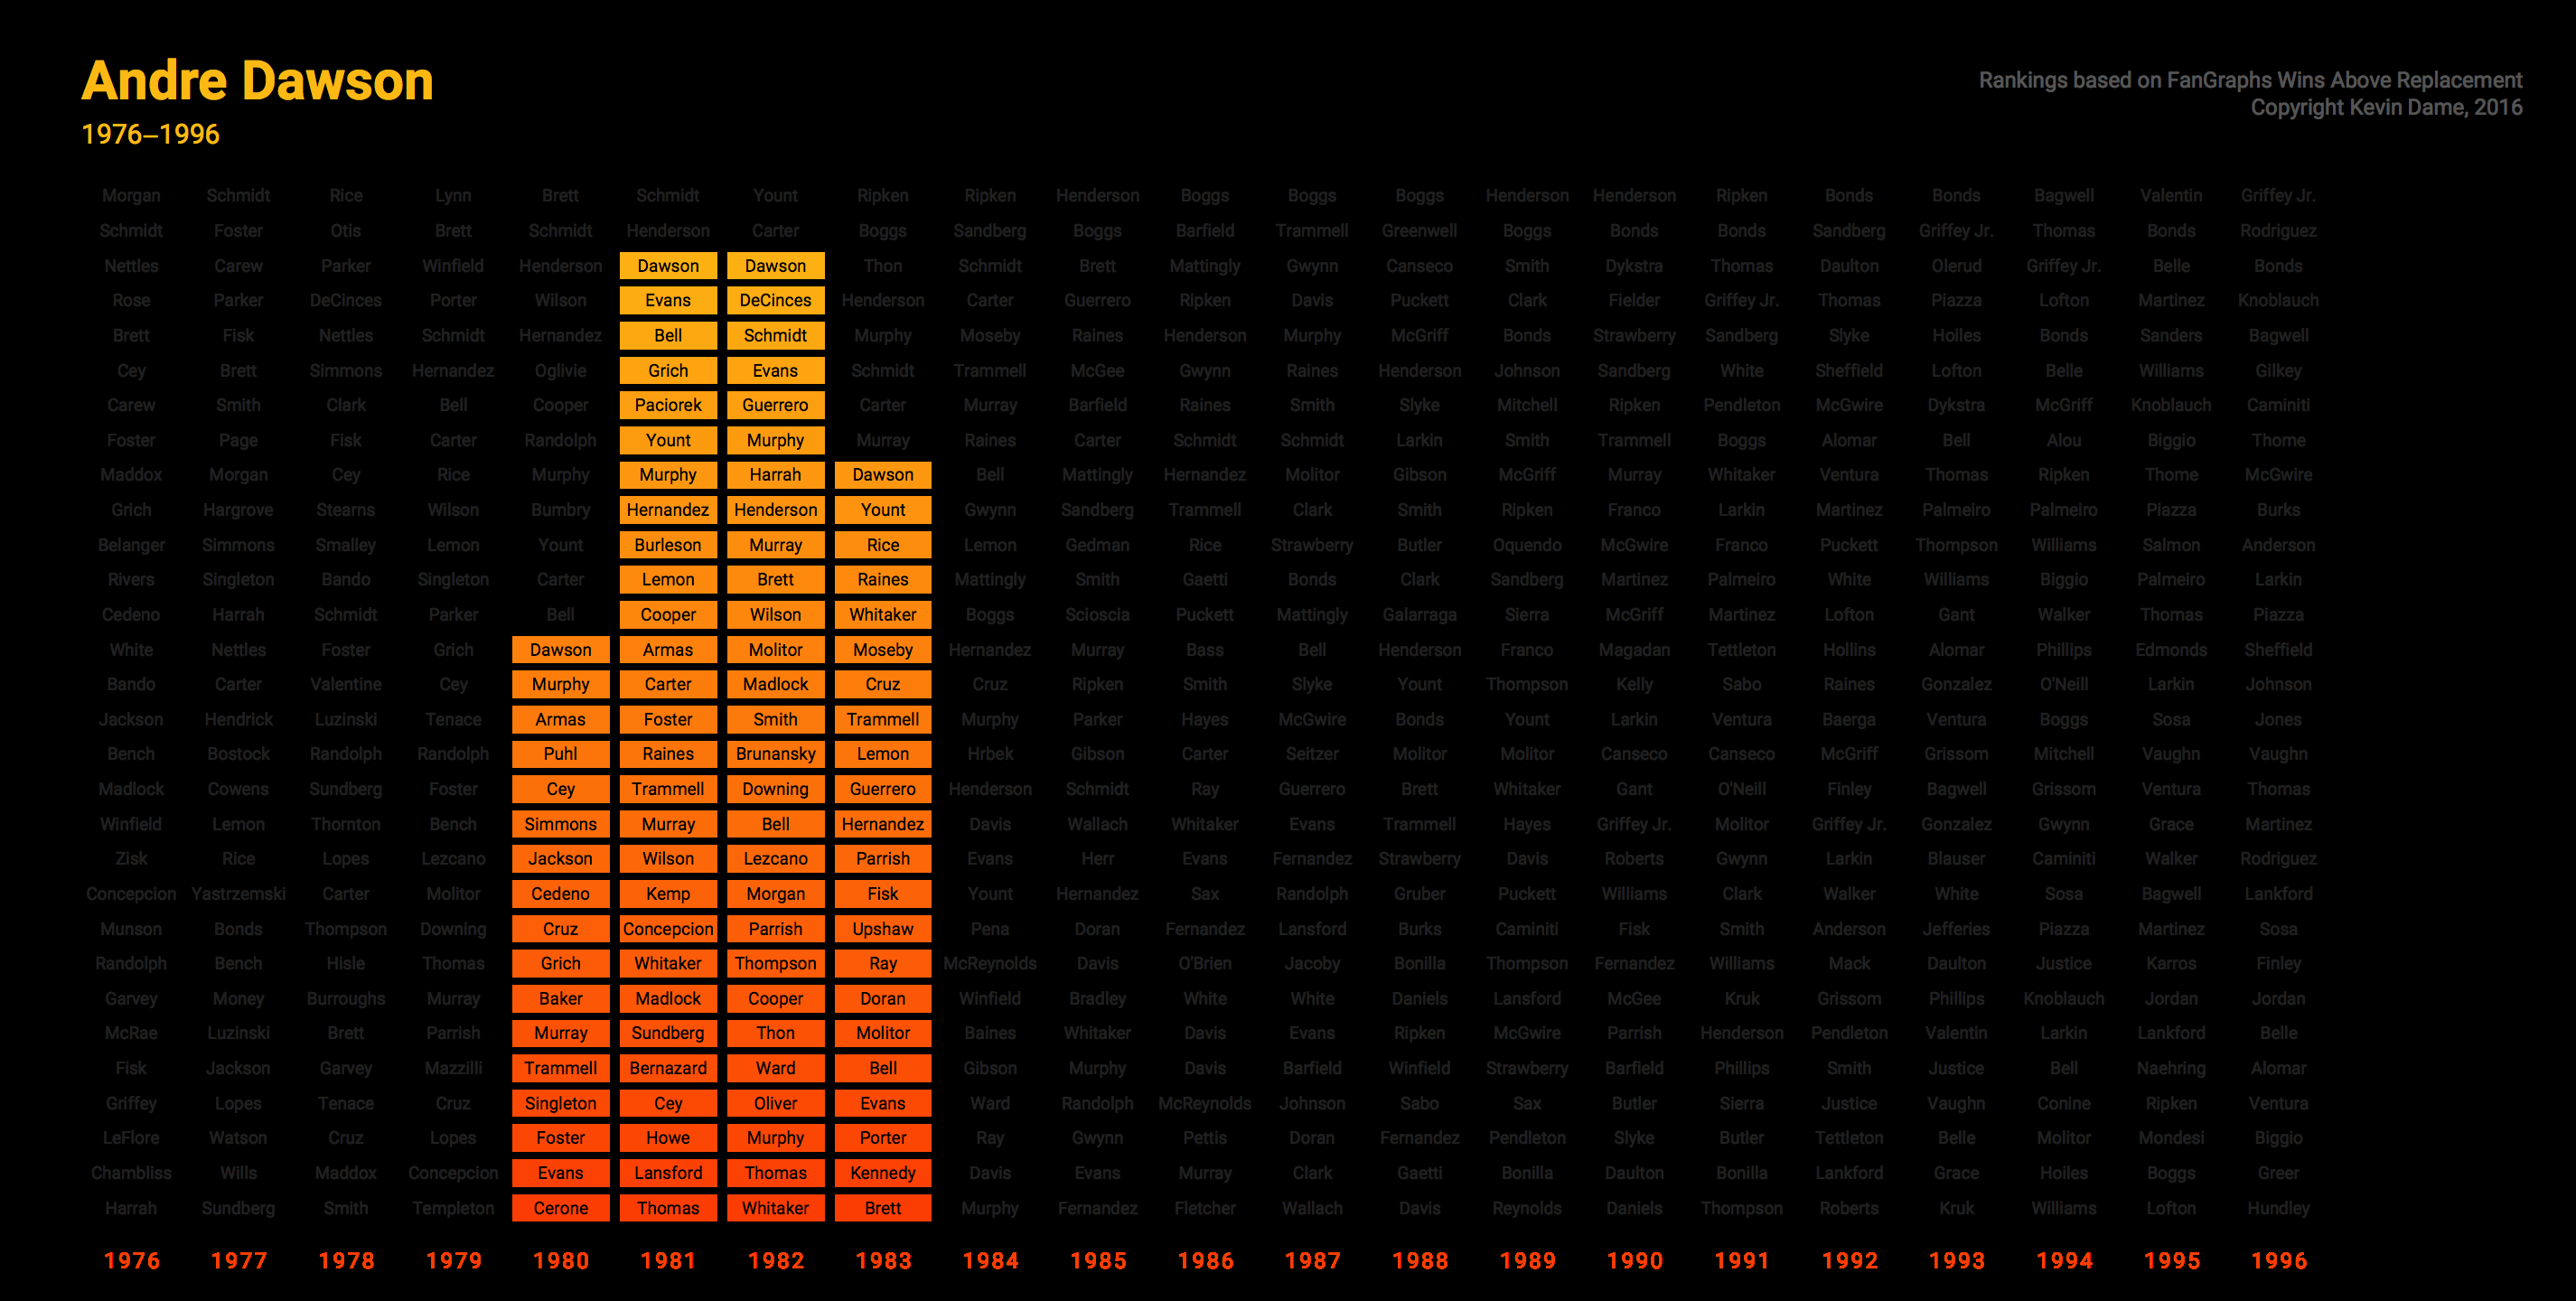 Andre Dawson
1976–1996
Rankings based on FanGraphs Wins Above Replacement
Copyright Kevin Dame, 2016
Morgan Schmidt Rice Lynn Brett Schmidt Yount Ripken Ripken Henderson Boggs Boggs Boggs Henderson Henderson Ripken Bonds Bonds Bagwell Valentin Griffey Jr.
Schmidt Foster Otis Brett Schmidt Henderson Carter Boggs Sandberg Boggs Barfield Trammell Greenwell Boggs Bonds Bonds Sandberg Griffey Jr. Thomas Bonds Rodriguez
Nettles Carew Parker Winfield Henderson Dawson Dawson Thon Schmidt Brett Mattingly Gwynn Canseco Smith Dykstra Thomas Daulton Olerud Griffey Jr. Belle Bonds
Rose Parker DeCinces Porter Wilson Evans DeCinces Henderson Carter Guerrero Ripken Davis Puckett Clark Fielder Griffey Jr. Thomas Piazza Lofton Martinez Knoblauch
Brett Fisk Nettles Schmidt Hernandez Bell Schmidt Murphy Moseby Raines Henderson Murphy McGriff Bonds Strawberry Sandberg Slyke Hoiles Bonds Sanders Bagwell
Cey Brett Simmons Hernandez Oglivie Grich Evans Schmidt Trammell McGee Gwynn Raines Henderson Johnson Sandberg White Sheffield Lofton Belle Williams Gilkey
Carew Smith Clark Bell Cooper Paciorek Guerrero Carter Murray Barfield Raines Smith Slyke Mitchell Ripken Pendleton McGwire Dykstra McGriff Knoblauch Caminiti
Foster Page Fisk Carter Randolph Yount Murphy Murray Raines Carter Schmidt Schmidt Larkin Smith Trammell Boggs Alomar Bell Alou Biggio Thome
Maddox Morgan Cey Rice Murphy Murphy Harrah Dawson Bell Mattingly Hernandez Molitor Gibson McGriff Murray Whitaker Ventura Thomas Ripken Thome McGwire
Grich Hargrove Stearns Wilson Bumbry Hernandez Henderson Yount Gwynn Sandberg Trammell Clark Smith Ripken Franco Larkin Martinez Palmeiro Palmeiro Piazza Burks
Belanger Simmons Smalley Lemon Yount Burleson Murray Rice Lemon Gedman Rice Strawberry Butler Oquendo McGwire Franco Puckett Thompson Williams Salmon Anderson
Rivers Singleton Bando Singleton Carter Lemon Brett Raines Mattingly Smith Gaetti Bonds Clark Sandberg Martinez Palmeiro White Williams Biggio Palmeiro Larkin
Cedeno Harrah Schmidt Parker Bell Cooper Wilson Whitaker Boggs Scioscia Puckett Mattingly Galarraga Sierra McGriff Martinez Lofton Gant Walker Thomas Piazza
White Nettles Foster Grich Dawson Armas Molitor Moseby Hernandez Murray Bass Bell Henderson Franco Magadan Tettleton Hollins Alomar Phillips Edmonds Sheffield
Bando Carter Valentine Cey Murphy Carter Madlock Cruz Cruz Ripken Smith Slyke Yount Thompson Kelly Sabo Raines Gonzalez O'Neill Larkin Johnson
Jackson Hendrick Luzinski Tenace Armas Foster Smith Trammell Murphy Parker Hayes McGwire Bonds Yount Larkin Ventura Baerga Ventura Boggs Sosa Jones
Bench Bostock Randolph Randolph Puhl Raines Brunansky Lemon Hrbek Gibson Carter Seitzer Molitor Molitor Canseco Canseco McGriff Grissom Mitchell Vaughn Vaughn
Madlock Cowens Sundberg Foster Cey Trammell Downing Guerrero Henderson Schmidt Ray Guerrero Brett Whitaker Gant O'Neill Finley Bagwell Grissom Ventura Thomas
Winfield Lemon Thornton Bench Simmons Murray Bell Hernandez Davis Wallach Whitaker Evans Trammell Hayes Griffey Jr. Molitor Griffey Jr. Gonzalez Gwynn Grace Martinez
Zisk Rice Lopes Lezcano Jackson Wilson Lezcano Parrish Evans Herr Evans Fernandez Strawberry Davis Roberts Gwynn Larkin Blauser Caminiti Walker Rodriguez
Concepcion Yastrzemski Carter Molitor Cedeno Kemp Morgan Fisk Yount Hernandez Sax Randolph Gruber Puckett Williams Clark Walker White Sosa Bagwell Lankford
Munson Bonds Thompson Downing Cruz Concepcion Parrish Upshaw Pena Doran Fernandez Lansford Burks Caminiti Fisk Smith Anderson Jefferies Piazza Martinez Sosa
Randolph Bench Hisle Thomas Grich Whitaker Thompson Ray McReynolds Davis O'Brien Jacoby Bonilla Thompson Fernandez Williams Mack Daulton Justice Karros Finley
Garvey Money Burroughs Murray Baker Madlock Cooper Doran Winfield Bradley White White Daniels Lansford McGee Kruk Grissom Phillips Knoblauch Jordan Jordan
McRae Luzinski Brett Parrish Murray Sundberg Thon Molitor Baines Whitaker Davis Evans Ripken McGwire Parrish Henderson Pendleton Valentin Larkin Lankford Belle
Fisk Jackson Garvey Mazzilli Trammell Bernazard Ward Bell Gibson Murphy Davis Barfield Winfield Strawberry Barfield Phillips Smith Justice Bell Naehring Alomar
Griffey Lopes Tenace Cruz Singleton Cey Oliver Evans Ward Randolph McReynolds Johnson Sabo Sax Butler Sierra Justice Vaughn Conine Ripken Ventura
LeFlore Watson Cruz Lopes Foster Howe Murphy Porter Ray Gwynn Pettis Doran Fernandez Pendleton Slyke Butler Tettleton Belle Molitor Mondesi Biggio
Chambliss Wills Maddox Concepcion Evans Lansford Thomas Kennedy Davis Evans Murray Clark Gaetti Bonilla Daulton Bonilla Lankford Grace Hoiles Boggs Greer
Harrah Sundberg Smith Templeton Cerone Thomas Whitaker Brett Murphy Fernandez Fletcher Wallach Davis Reynolds Daniels Thompson Roberts Kruk Williams Lofton Hundley
1976 1977 1978 1979 1980 1981 1982 1983 1984 1985 1986 1987 1988 1989 1990 1991 1992 1993 1994 1995 1996